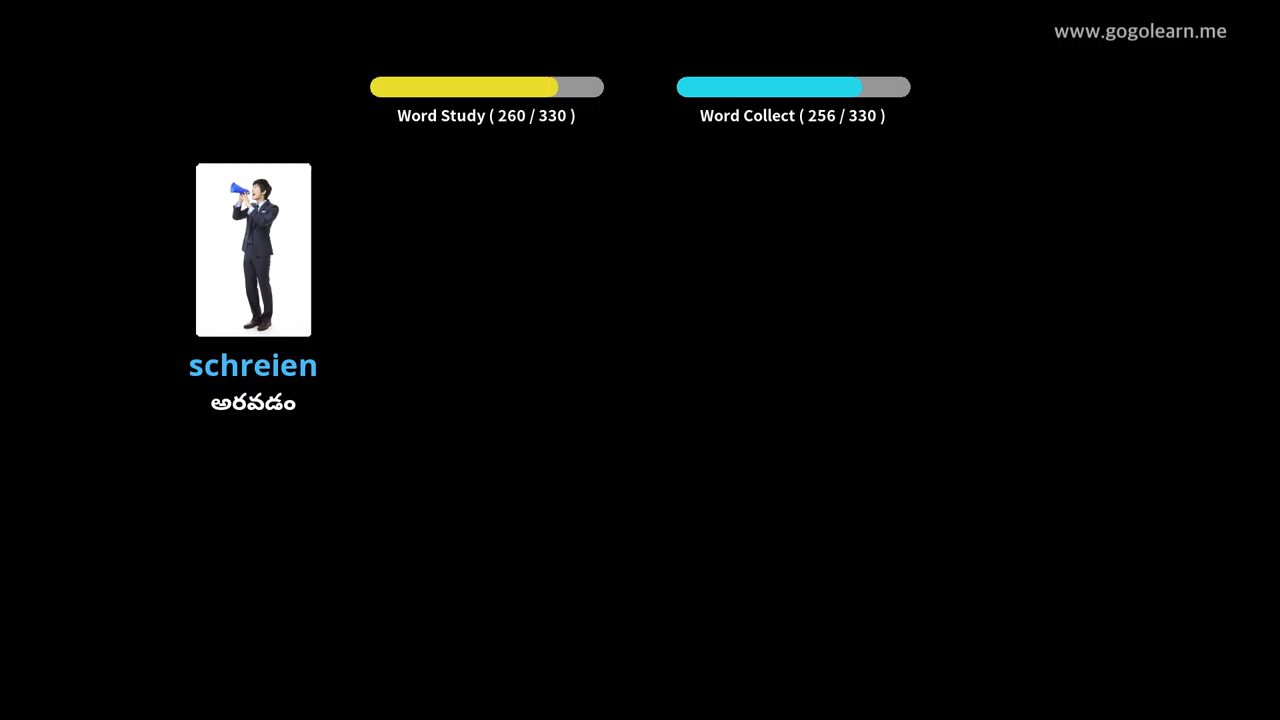 www.gogolearn.me
Word Study ( 260 / 330 )
Word Collect ( 256 / 330 )
schreien
అరవడం